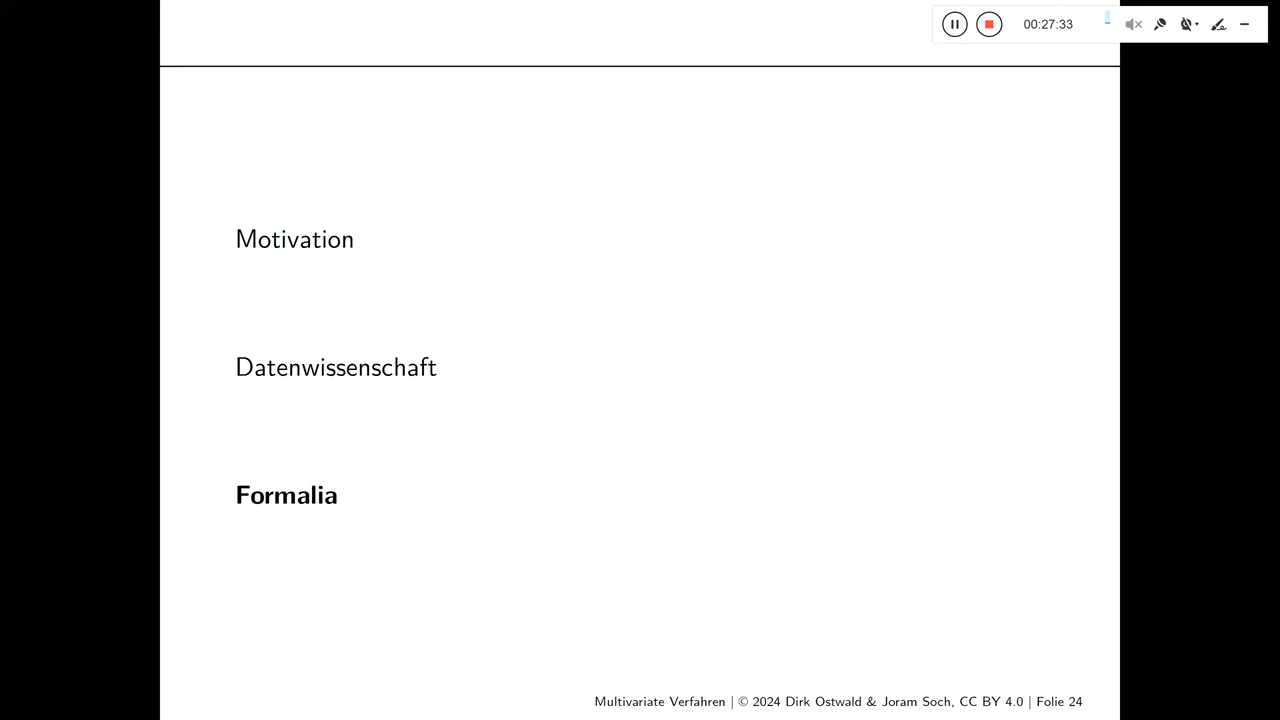 00:27:33
Motivation
Datenwissenschaft
Formalia
Multivariate Verfahren | © 2024 Dirk Ostwald & Joram Soch, CC BY 4.0 | Folie 24